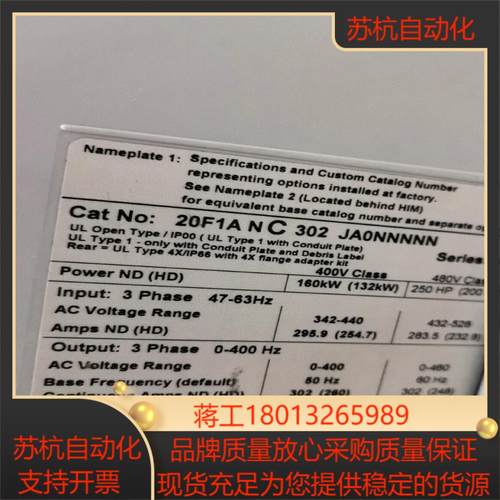 苏杭自动化
Nameplate 1: Specifications and Custom Catalog Number
representing options installed at factory.
See Nameplate 2 (Located behind HIM)
for equivalent base catalog number and separate
Cat No: 20F1A N C 302 JA0NNNNN
UL Open Type / IP00 ( UL Type 1 with Conduit Plate)
Series
UL Type 1 - only with Conduit Plate and Debris Label
Rear = UL Type 4X/IP66 with 4X flange adapter kit
400V Class 480V Class
Power ND (HD) 160kW (132kW) 250 HP (200
Input: 3 Phase 47-63Hz
AC Voltage Range 342-440 432-528
Amps ND (HD) 295.9 (254.7) 283.5 (232.8
Output: 3 Phase 0-400 Hz
AC Voltage Range 0-400 0-460
Base Frequency (default) 50 Hz 60 Hz
302 (260) 302 (248)
蒋工18013265989
苏杭自动化
支持开票
品牌质量放心采购质量保证
现货充足为您提供稳定的货源